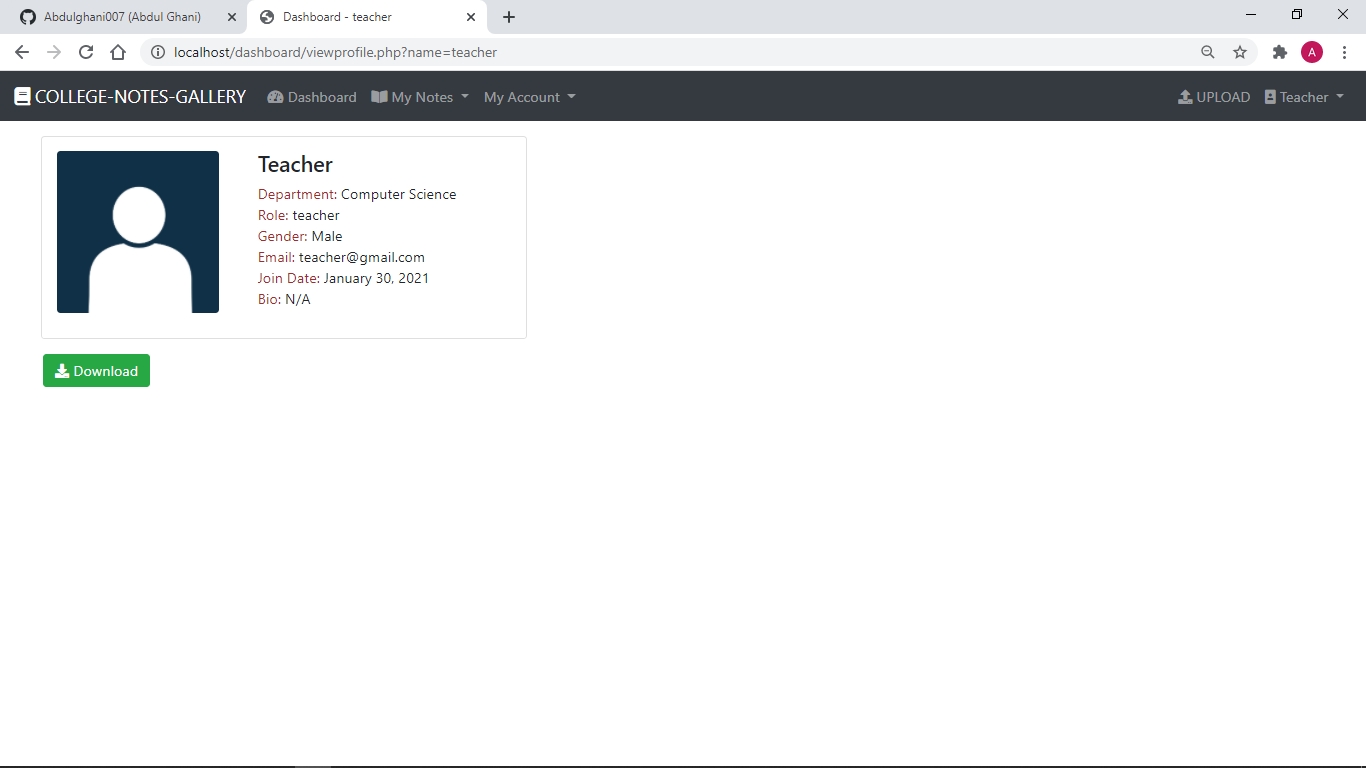 Abdulghani007 (Abdul Ghani)
Dashboard - teacher
localhost/dashboard/viewprofile.php?name=teacher
A
COLLEGE-NOTES-GALLERY
Dashboard
My Notes
My Account
UPLOAD
Teacher
Teacher
Department: Computer Science
Role: teacher
Gender: Male
Email: teacher@gmail.com
Join Date: January 30, 2021
Bio: N/A
Download